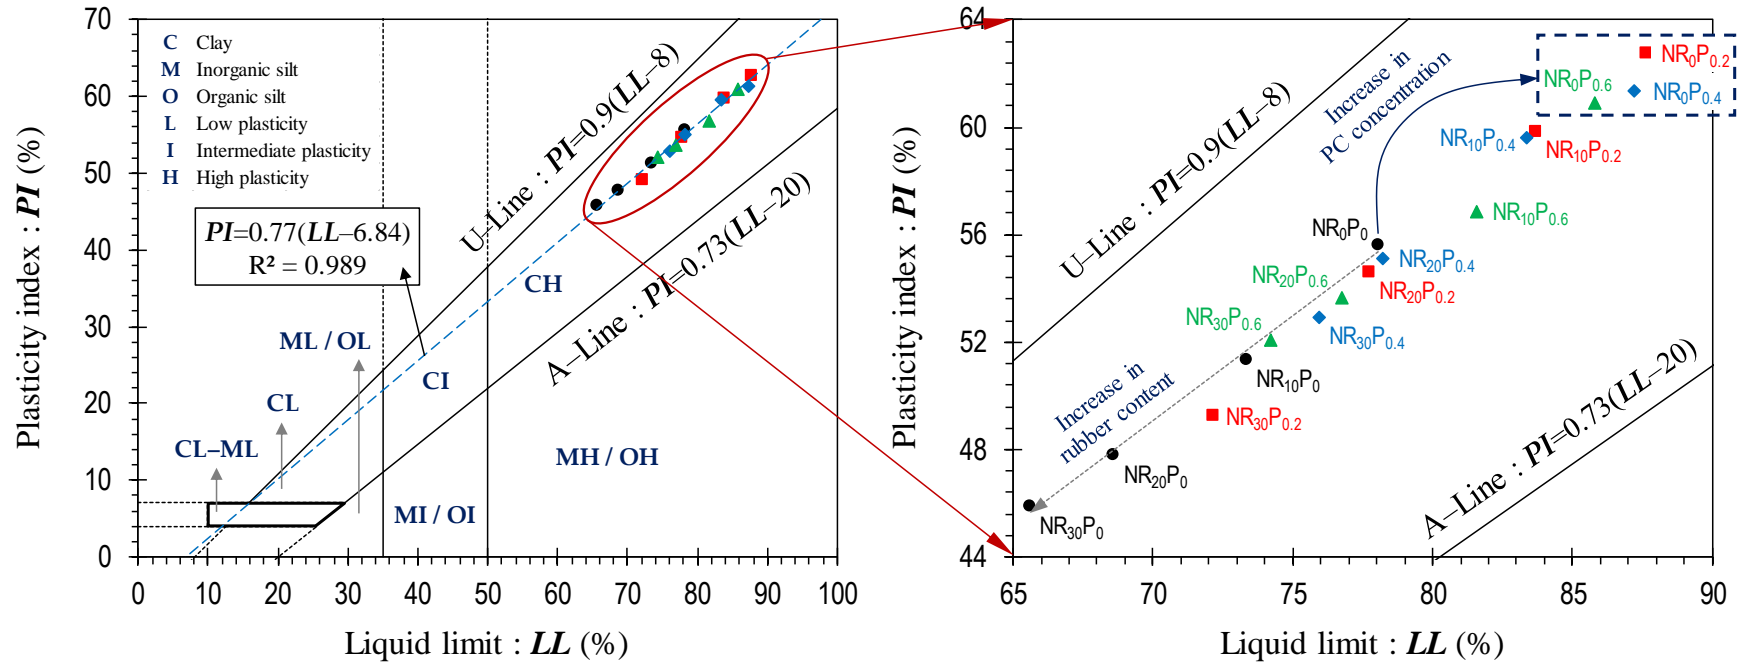 70
60
50
40
30
20
10
0
0 10 20 30 40 50 60 70 80 90 100
Plasticity index : PI (%)
Liquid limit : LL (%)
C Clay
M Inorganic silt
O Organic silt
L Low plasticity
I Intermediate plasticity
H High plasticity
PI=0.77(LL–6.84)
R² = 0.989
U–Line : PI=0.9(LL–8)
A–Line : PI=0.73(LL–20)
CH
ML / OL
CI
CL
CL–ML
MH / OH
MI / OI
64
60
56
52
48
44
65 70 75 80 85 90
Plasticity index : PI (%)
Liquid limit : LL (%)
U–Line : PI=0.9(LL–8)
A–Line : PI=0.73(LL–20)
Increase in
PC concentration
Increase in
rubber content
NR₀P₀.₂
NR₀P₀.₆
NR₀P₀.₄
NR₁₀P₀.₄
NR₁₀P₀.₂
NR₁₀P₀.₆
NR₀P₀
NR₂₀P₀.₄
NR₂₀P₀.₆
NR₂₀P₀.₂
NR₃₀P₀.₆
NR₃₀P₀.₄
NR₁₀P₀
NR₃₀P₀.₂
NR₂₀P₀
NR₃₀P₀